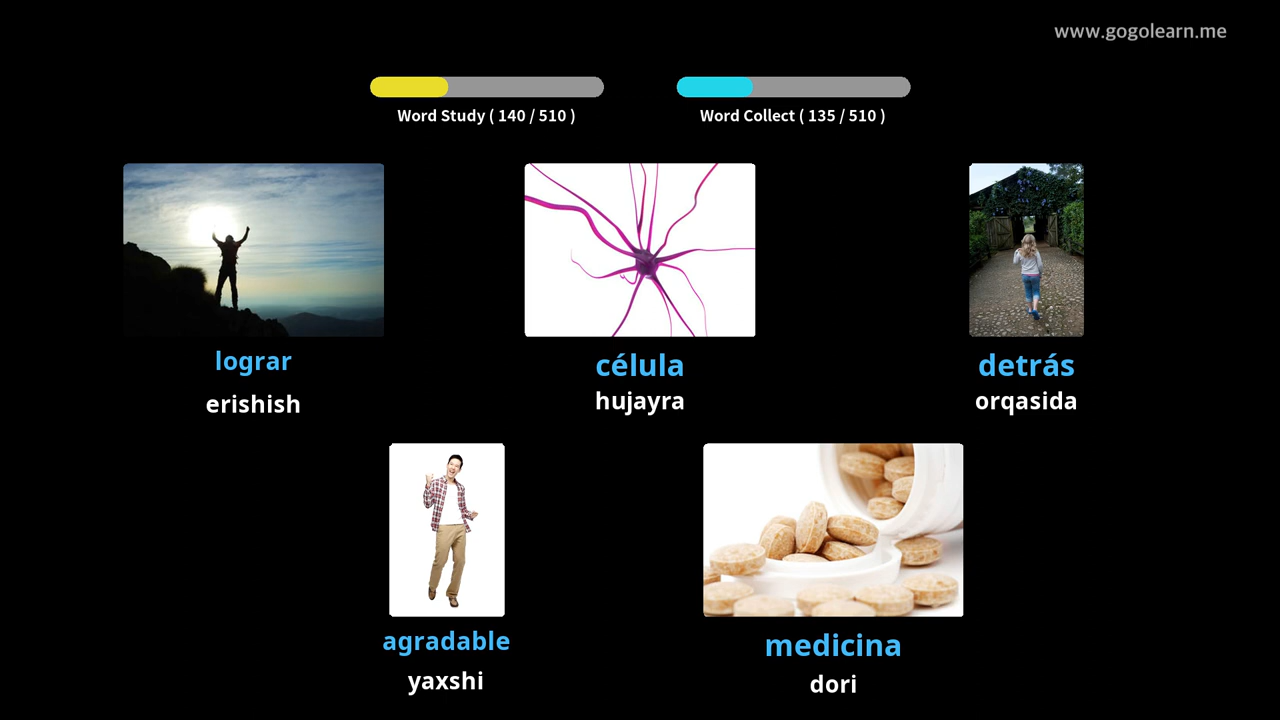 www.gogolearn.me
Word Study ( 140 / 510 )
Word Collect ( 135 / 510 )
lograr
erishish
célula
hujayra
detrás
orqasida
agradable
yaxshi
medicina
dori